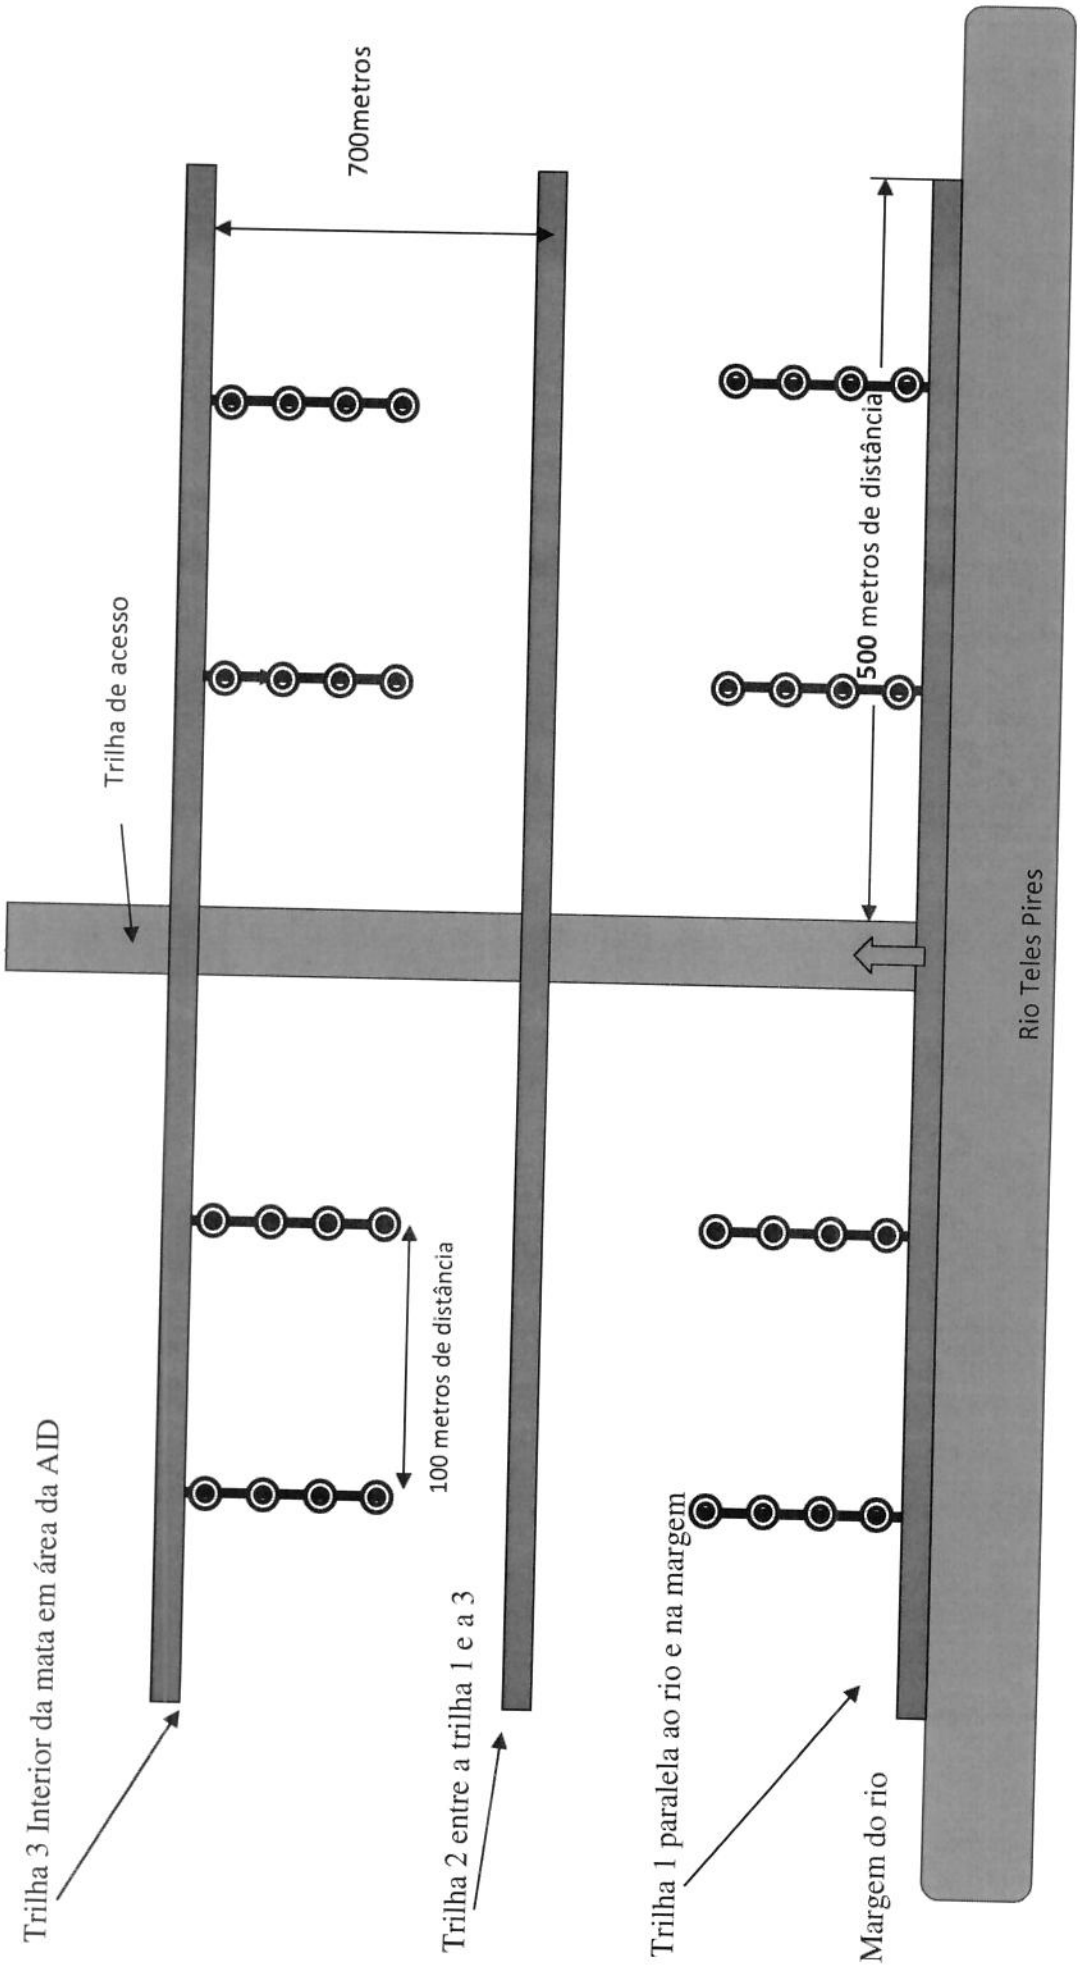 Trilha 3 Interior da mata em área da AID
Trilha de acesso
700metros
100 metros de distância
Trilha 2 entre a trilha 1 e a 3
Trilha 1 paralela ao rio e na margem
500 metros de distância
Margem do rio
Rio Teles Pires